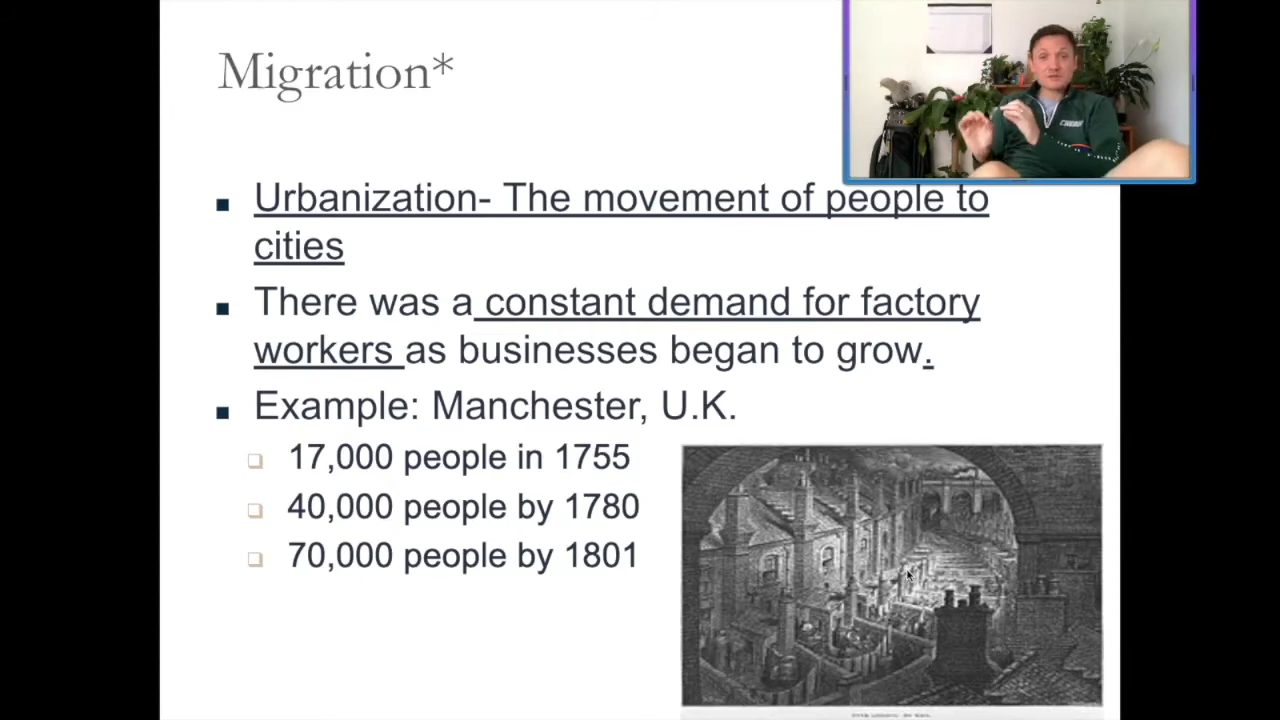 Migration*
Urbanization- The movement of people to
cities
There was a constant demand for factory
workers as businesses began to grow.
Example: Manchester, U.K.
17,000 people in 1755
40,000 people by 1780
70,000 people by 1801